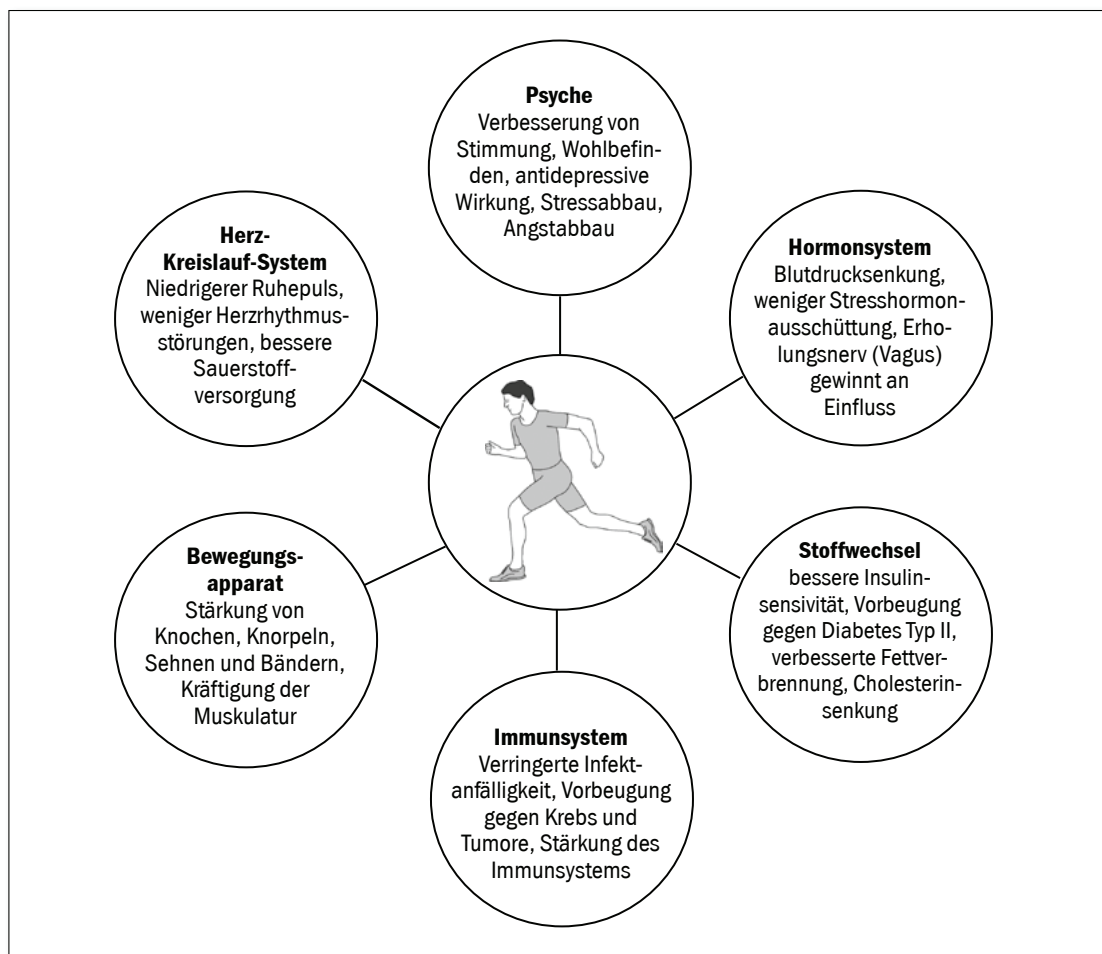 Psyche
Verbesserung von
Stimmung, Wohlbefin-
den, antidepressive
Wirkung, Stressabbau,
Angstabbau
Herz-
Kreislauf-System
Niedrigerer Ruhepuls,
weniger Herzrhythmus-
störungen, bessere
Sauerstoff-
versorgung
Hormonsystem
Blutdrucksenkung,
weniger Stresshormon-
ausschüttung, Erho-
lungsnerv (Vagus)
gewinnt an
Einfluss
Bewegungs-
apparat
Stärkung von
Knochen, Knorpeln,
Sehnen und Bändern,
Kräftigung der
Muskulatur
Stoffwechsel
bessere Insulin-
sensivität, Vorbeugung
gegen Diabetes Typ II,
verbesserte Fettver-
brennung, Cholesterin-
senkung
Immunsystem
Verringerte Infekt-
anfälligkeit, Vorbeugung
gegen Krebs und
Tumore, Stärkung des
Immunsystems